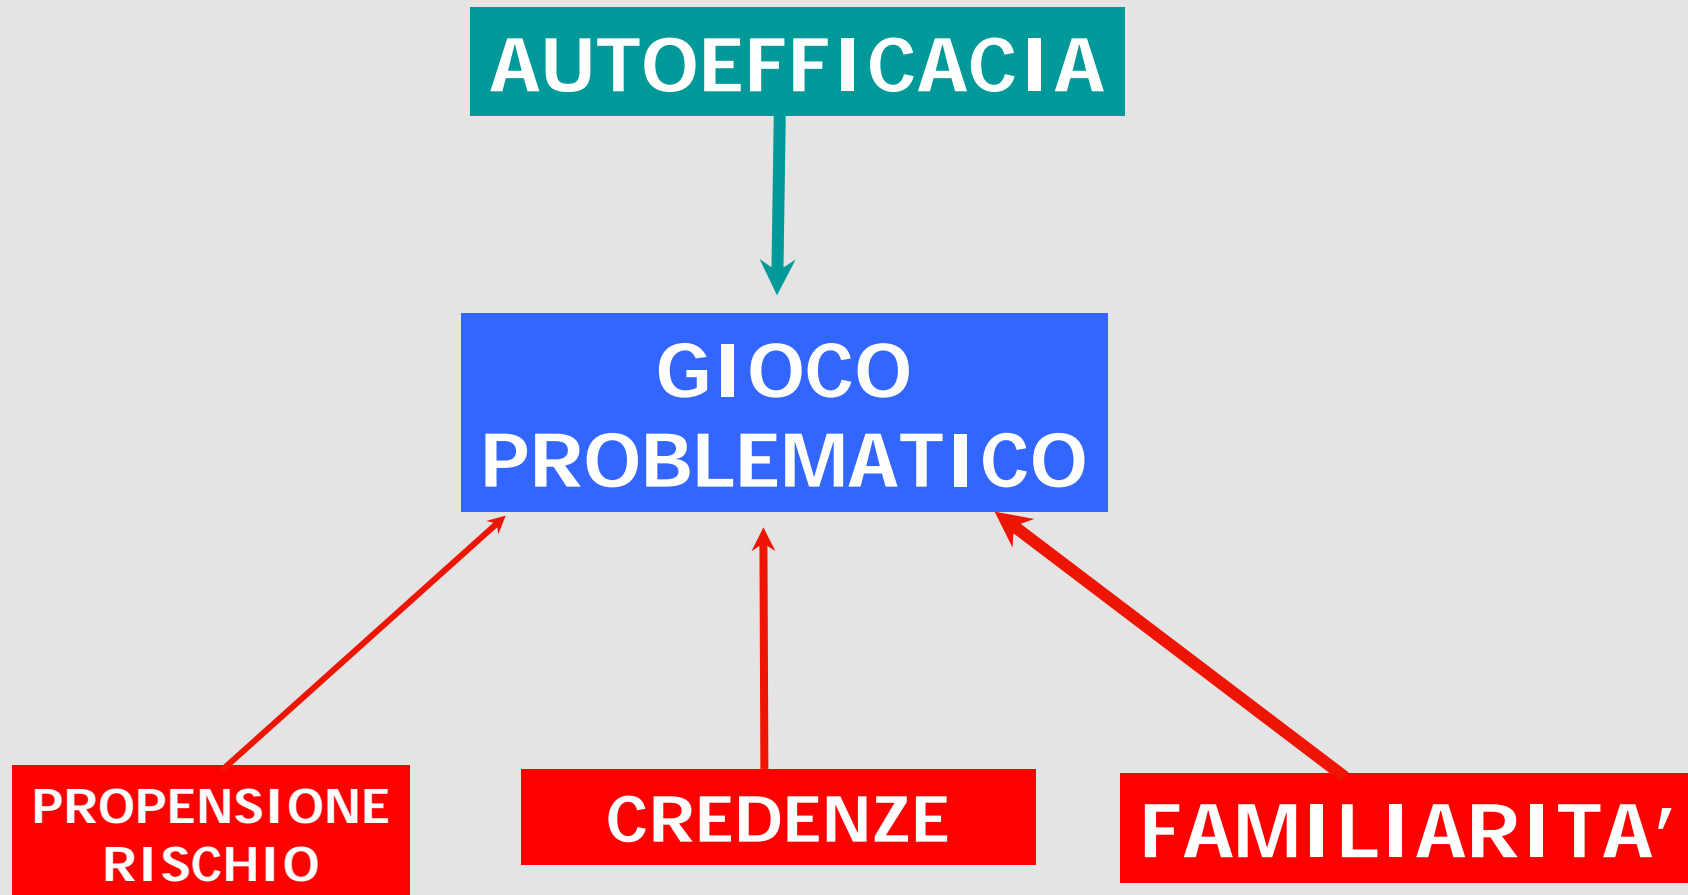 AUTOEFFICACIA
GIOCO
PROBLEMATICO
PROPENSIONE
RISCHIO
CREDENZE
FAMILIARITA’